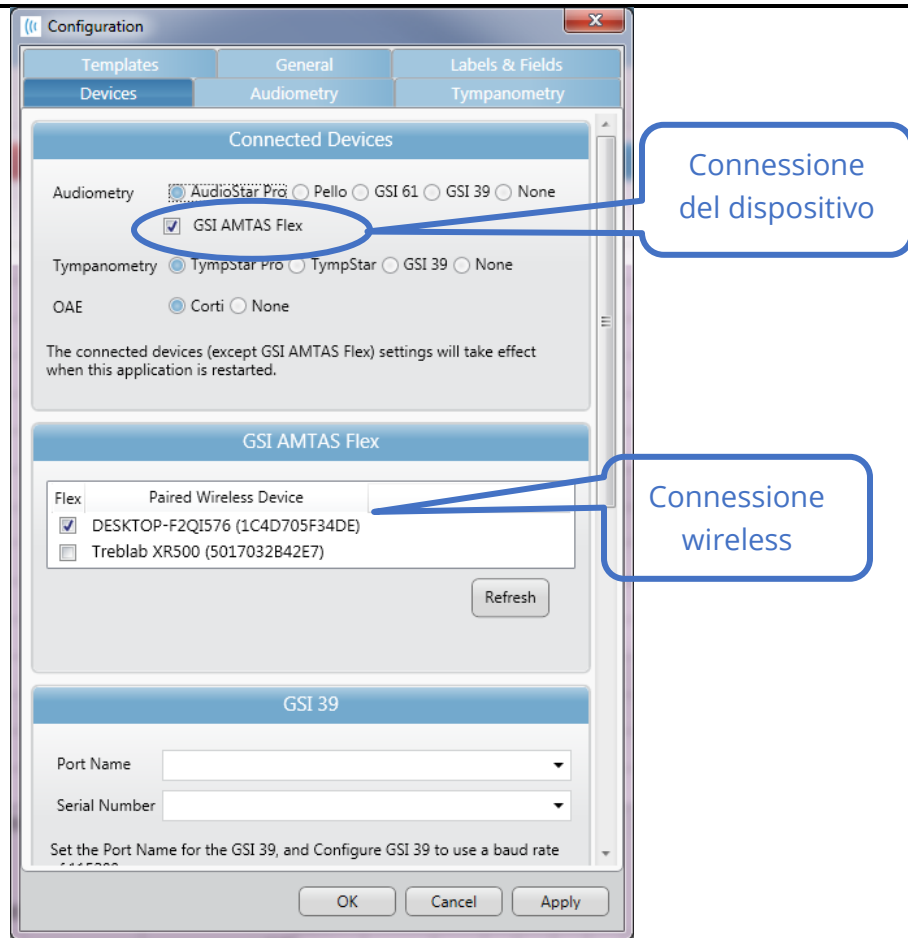 Configuration
Templates General Labels & Fields
Devices Audiometry Tympanometry
Connected Devices
Audiometry AudioStar Pro Pello GSI 61 GSI 39 None
GSI AMTAS Flex
Tympanometry TympStar Pro TympStar GSI 39 None
OAE Corti None
The connected devices (except GSI AMTAS Flex) settings will take effect
when this application is restarted.
Connessione
del dispositivo
GSI AMTAS Flex
Flex Paired Wireless Device
DESKTOP-F2QI576 (1C4D705F34DE)
Treblab XR500 (5017032B42E7)
Refresh
Connessione
wireless
GSI 39
Port Name
Serial Number
Set the Port Name for the GSI 39, and Configure GSI 39 to use a baud rate
OK Cancel Apply